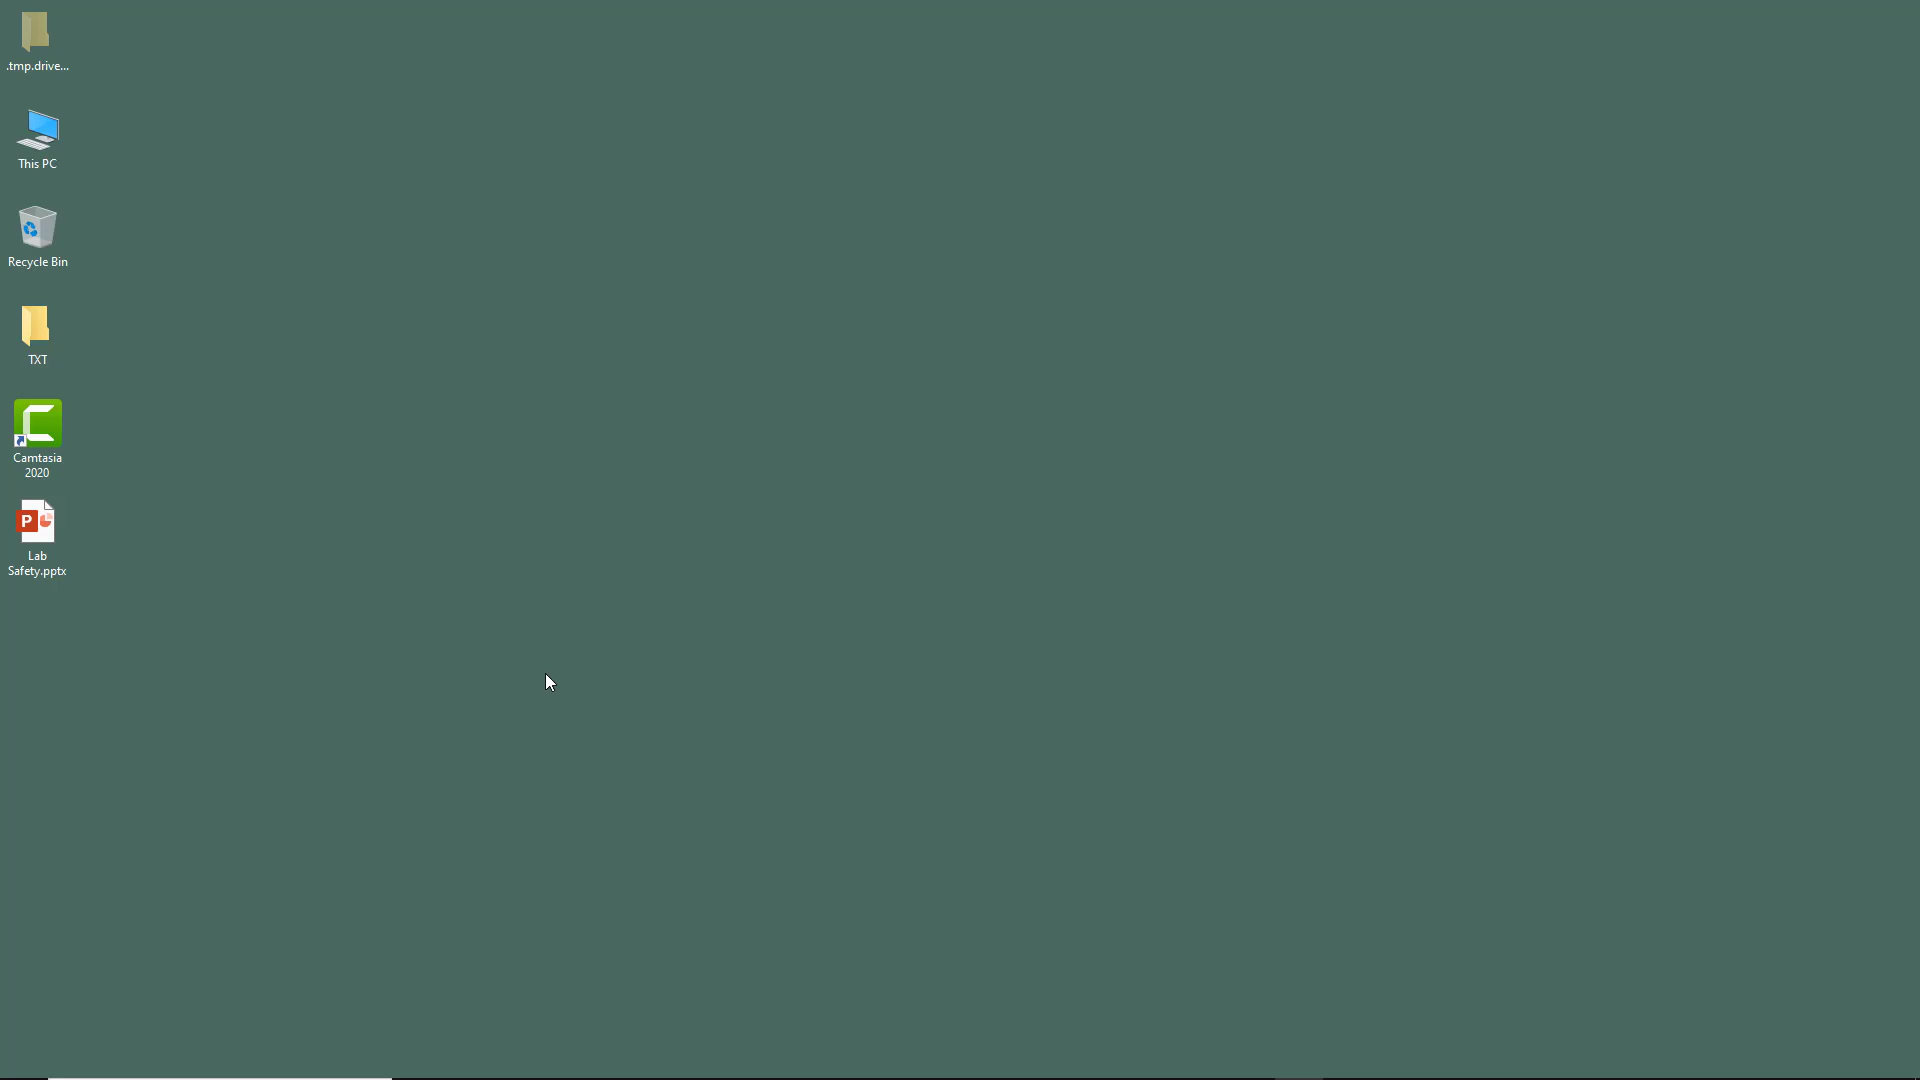 .tmp.drive...
This PC
Recycle Bin
TXT
Camtasia
2020
P
Lab
Safety.pptx